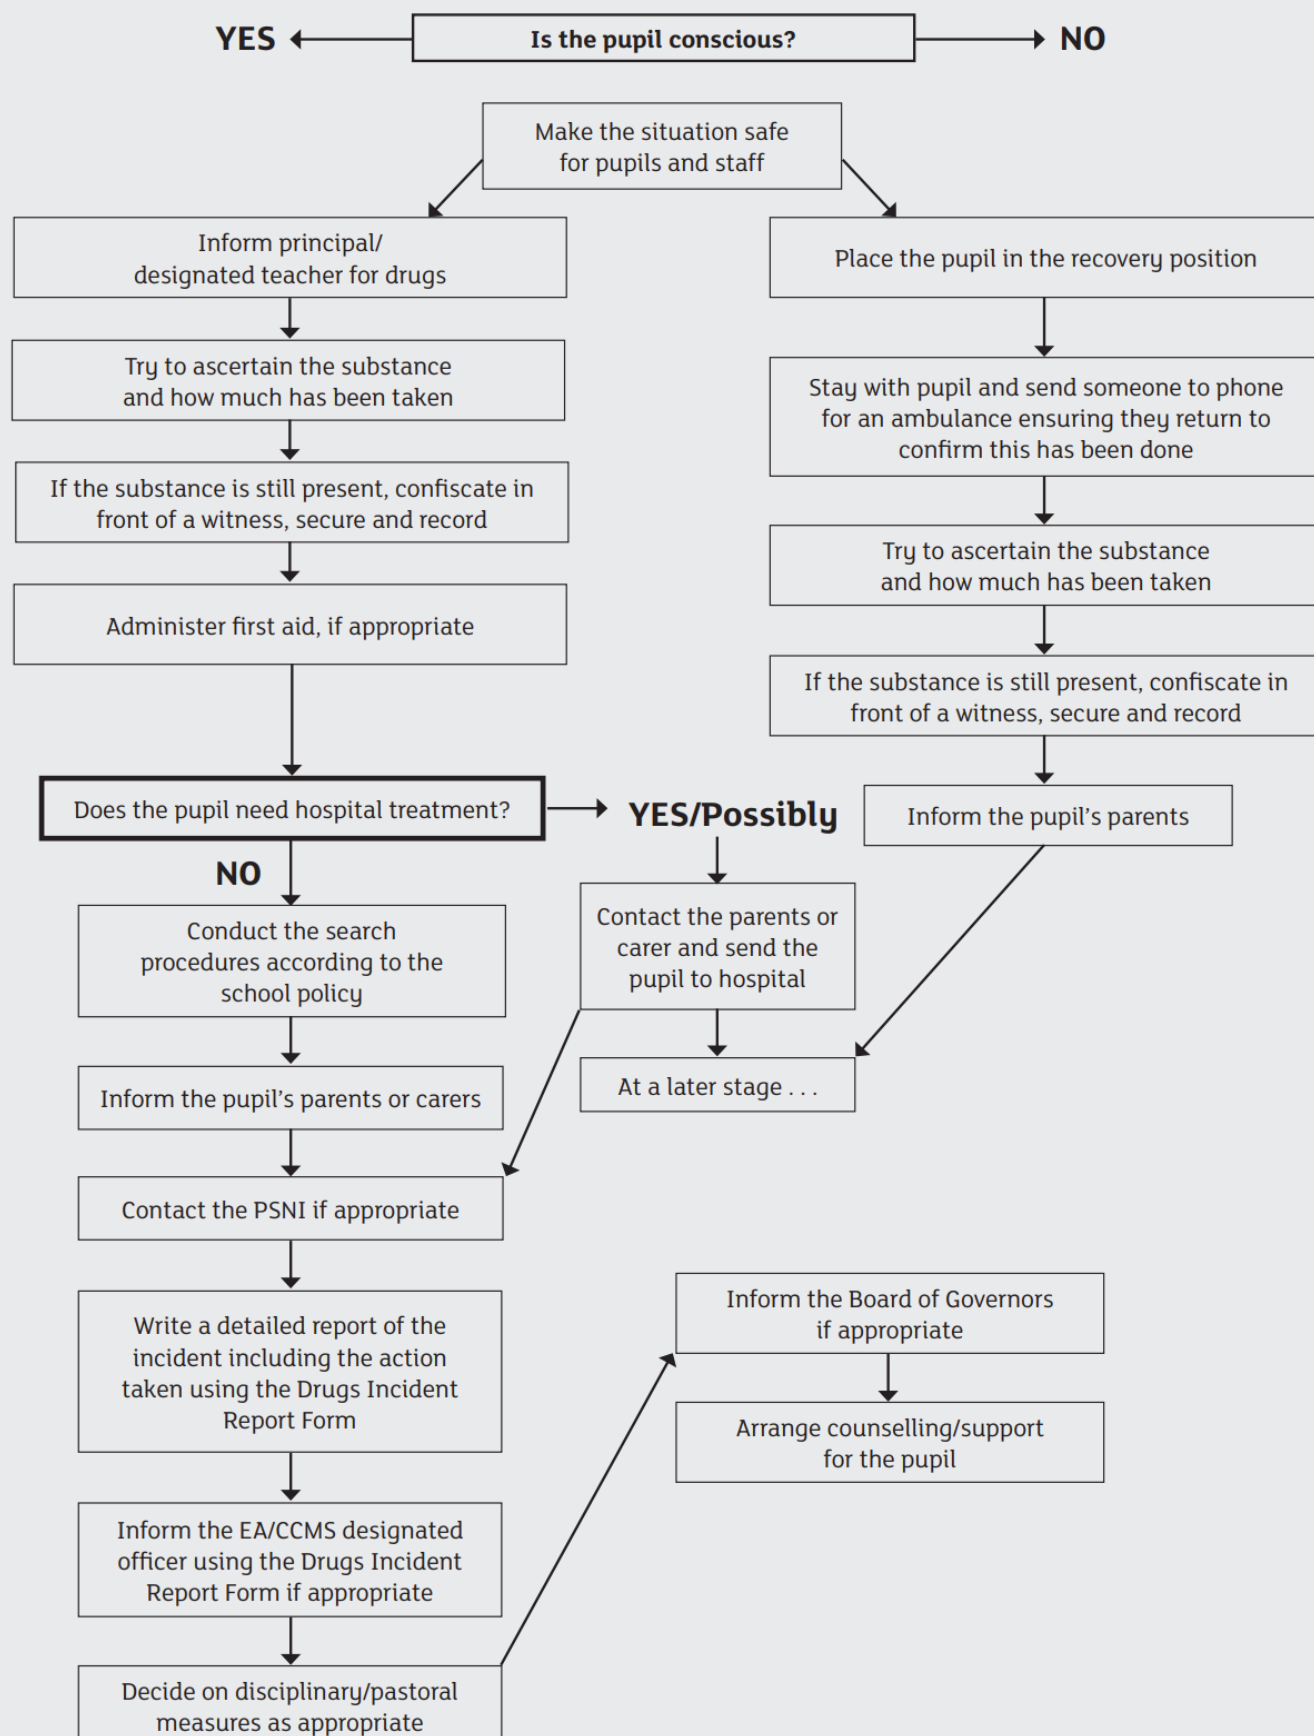 YES
Is the pupil conscious?
NO
Make the situation safe
for pupils and staff
Inform principal/
designated teacher for drugs
Try to ascertain the substance
and how much has been taken
If the substance is still present, confiscate in
front of a witness, secure and record
Administer first aid, if appropriate
Place the pupil in the recovery position
Stay with pupil and send someone to phone
for an ambulance ensuring they return to
confirm this has been done
Try to ascertain the substance
and how much has been taken
If the substance is still present, confiscate in
front of a witness, secure and record
Inform the pupil's parents
Does the pupil need hospital treatment?
YES/Possibly
NO
Contact the parents or
carer and send the
pupil to hospital
At a later stage . . .
Conduct the search
procedures according to the
school policy
Inform the pupil's parents or carers
Contact the PSNI if appropriate
Write a detailed report of the
incident including the action
taken using the Drugs Incident
Report Form
Inform the EA/CCMS designated
officer using the Drugs Incident
Report Form if appropriate
Decide on disciplinary/pastoral
measures as appropriate
Inform the Board of Governors
if appropriate
Arrange counselling/support
for the pupil